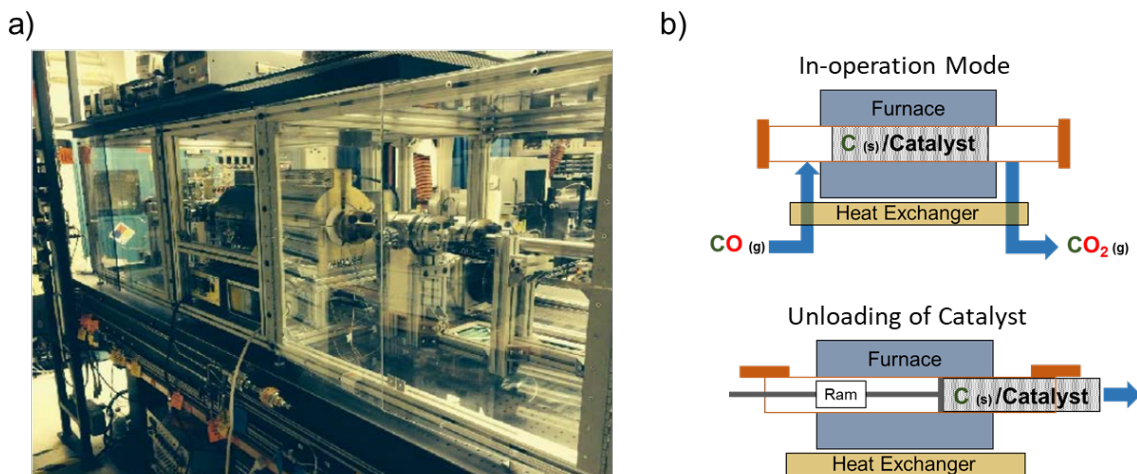 a)
b)
In-operation Mode
Furnace
C (s) /Catalyst
Heat Exchanger
CO (g)
CO2 (g)
Unloading of Catalyst
Furnace
Ram
C (s) /Catalyst
Heat Exchanger